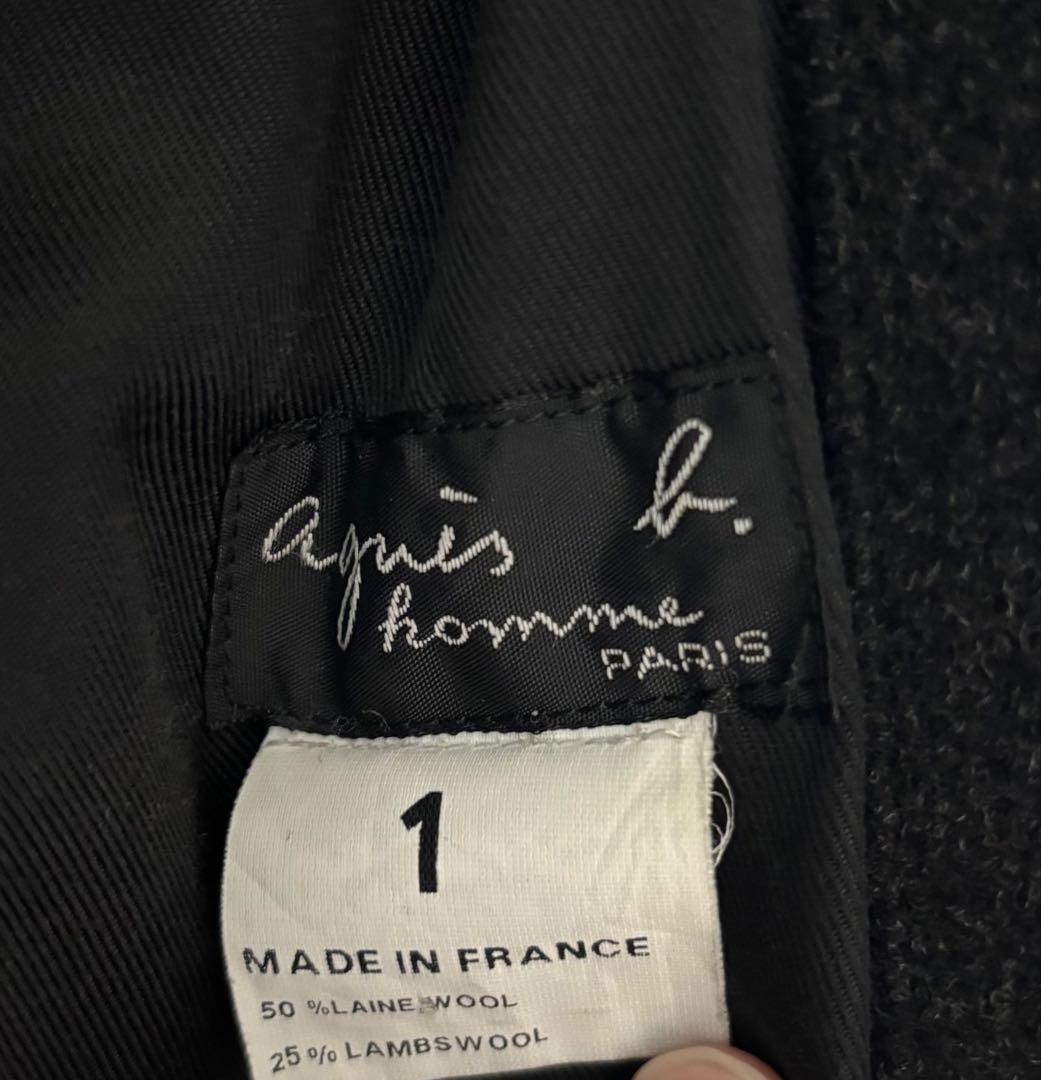 agnès b.
homme
PARIS
1
MADE IN FRANCE
50 %LAINE.WOOL
25% LAMBSWOOL